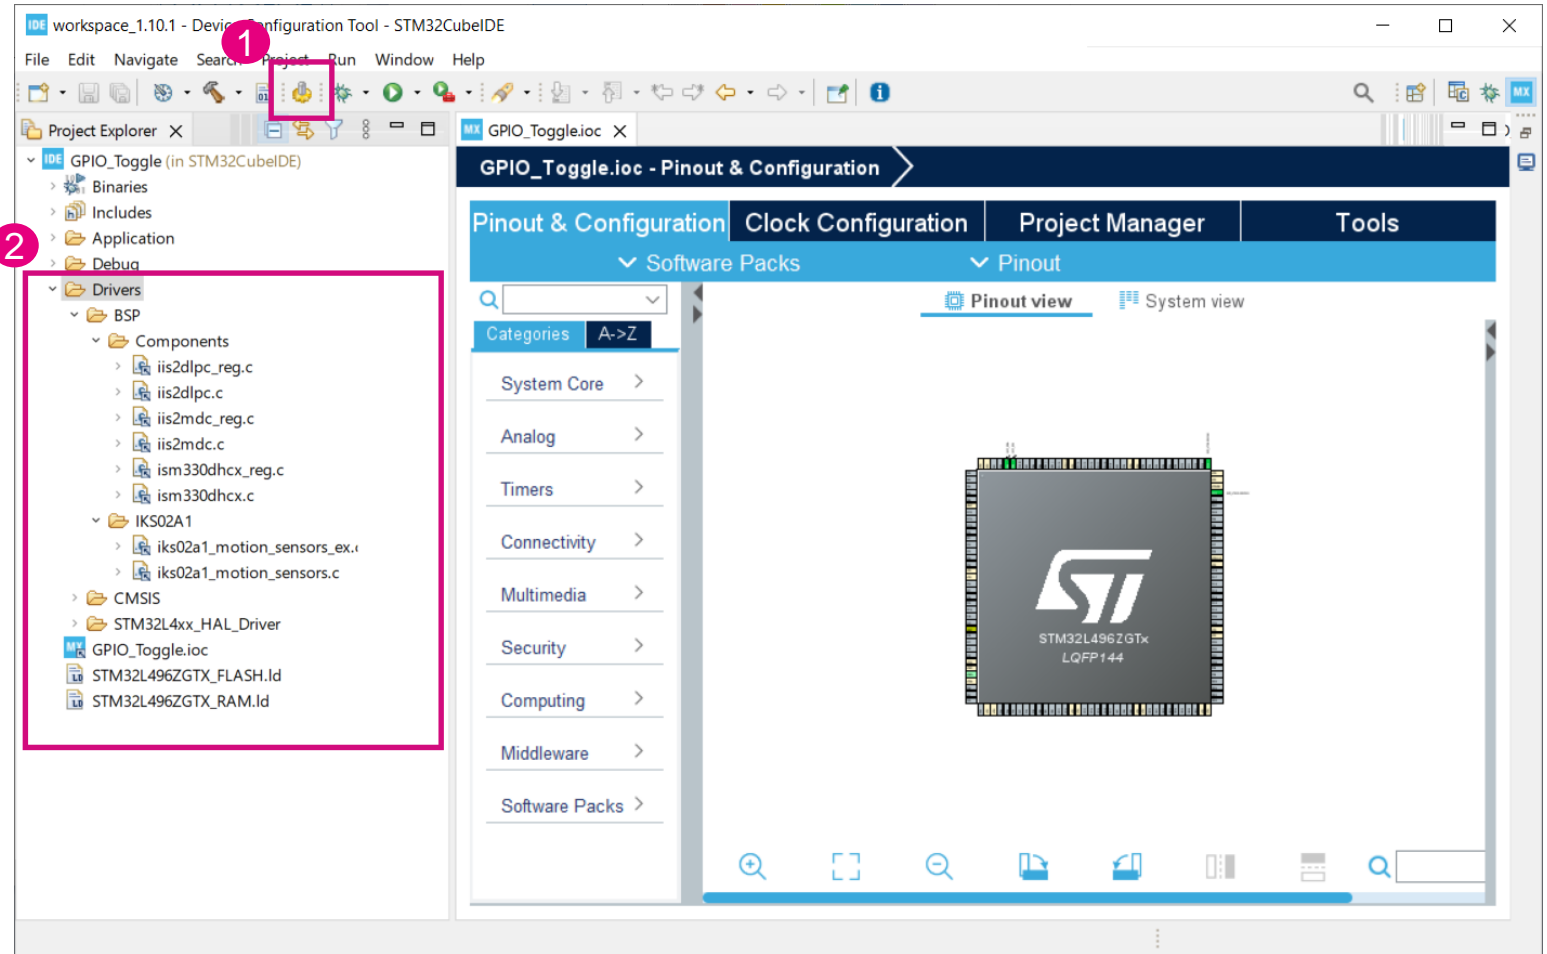 IDE workspace_1.10.1 - Device Configuration Tool - STM32CubeIDE
1
File Edit Navigate Search Project Run Window Help
Project Explorer
MX GPIO_Toggle.ioc
IDE GPIO_Toggle (in STM32CubeIDE)
Binaries
Includes
2
Application
Debug
Drivers
BSP
Components
iis2dlpc_reg.c
iis2dlpc.c
iis2mdc_reg.c
iis2mdc.c
ism330dhcx_reg.c
ism330dhcx.c
IKS02A1
iks02a1_motion_sensors_ex.c
iks02a1_motion_sensors.c
CMSIS
STM32L4xx_HAL_Driver
GPIO_Toggle.ioc
STM32L496ZGTX_FLASH.ld
STM32L496ZGTX_RAM.ld
GPIO_Toggle.ioc - Pinout & Configuration
Pinout & Configuration Clock Configuration Project Manager Tools
Software Packs Pinout
Pinout view System view
Categories A->Z
System Core
Analog
Timers
Connectivity
Multimedia
Security
Computing
Middleware
Software Packs
STM32L496ZGTx
LQFP144
MX